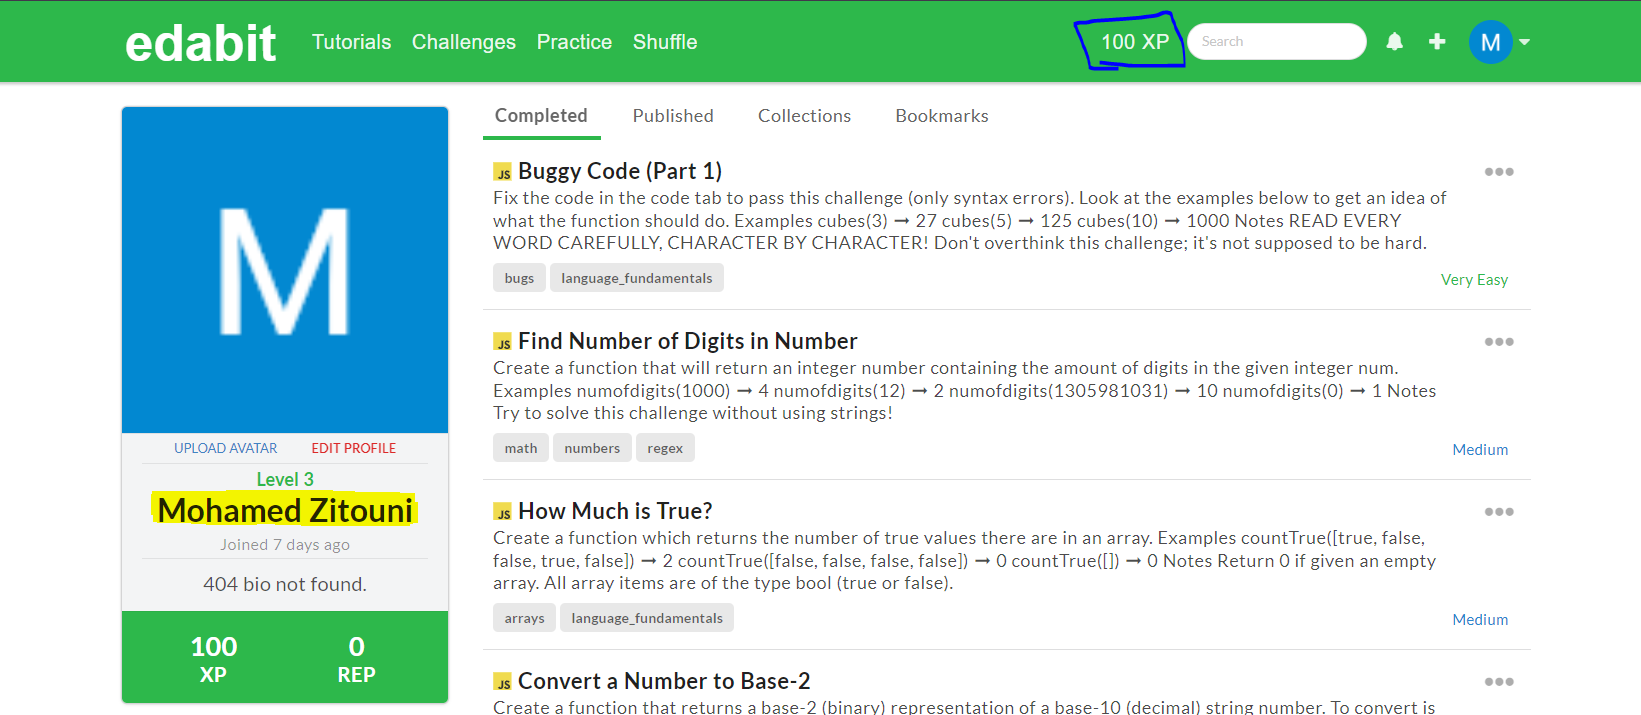 edabit Tutorials Challenges Practice Shuffle 100 XP Search M
M
UPLOAD AVATAR EDIT PROFILE
Level 3
Mohamed Zitouni
Joined 7 days ago
404 bio not found.
100 0
XP REP
Completed Published Collections Bookmarks
JS Buggy Code (Part 1)
Fix the code in the code tab to pass this challenge (only syntax errors). Look at the examples below to get an idea of
what the function should do. Examples cubes(3) ➞ 27 cubes(5) ➞ 125 cubes(10) ➞ 1000 Notes READ EVERY
WORD CAREFULLY, CHARACTER BY CHARACTER! Don't overthink this challenge; it's not supposed to be hard.
bugs language_fundamentals
Very Easy
JS Find Number of Digits in Number
Create a function that will return an integer number containing the amount of digits in the given integer num.
Examples numofdigits(1000) ➞ 4 numofdigits(12) ➞ 2 numofdigits(1305981031) ➞ 10 numofdigits(0) ➞ 1 Notes
Try to solve this challenge without using strings!
math numbers regex
Medium
JS How Much is True?
Create a function which returns the number of true values there are in an array. Examples countTrue([true, false,
false, true, false]) ➞ 2 countTrue([false, false, false, false]) ➞ 0 countTrue([]) ➞ 0 Notes Return 0 if given an empty
array. All array items are of the type bool (true or false).
arrays language_fundamentals
Medium
JS Convert a Number to Base-2
Create a function that returns a base-2 (binary) representation of a base-10 (decimal) string number. To convert is